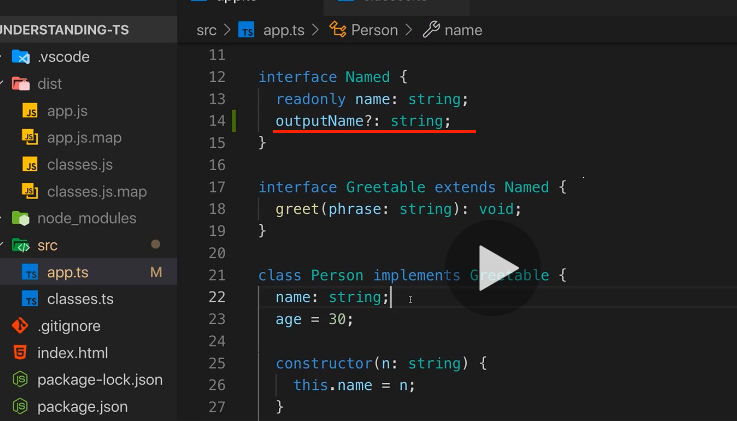 UNDERSTANDING-TS
.vscode
dist
app.js
app.js.map
classes.js
classes.js.map
node_modules
src
app.ts M
classes.ts
.gitignore
index.html
package-lock.json
package.json
src > TS app.ts > Person > name
11
12 interface Named {
13 readonly name: string;
14 outputName?: string;
15 }
16
17 interface Greetable extends Named {
18 greet(phrase: string): void;
19 }
20
21 class Person implements Greetable {
22 name: string;
23 age = 30;
24
25 constructor(n: string) {
26 this.name = n;
27 }